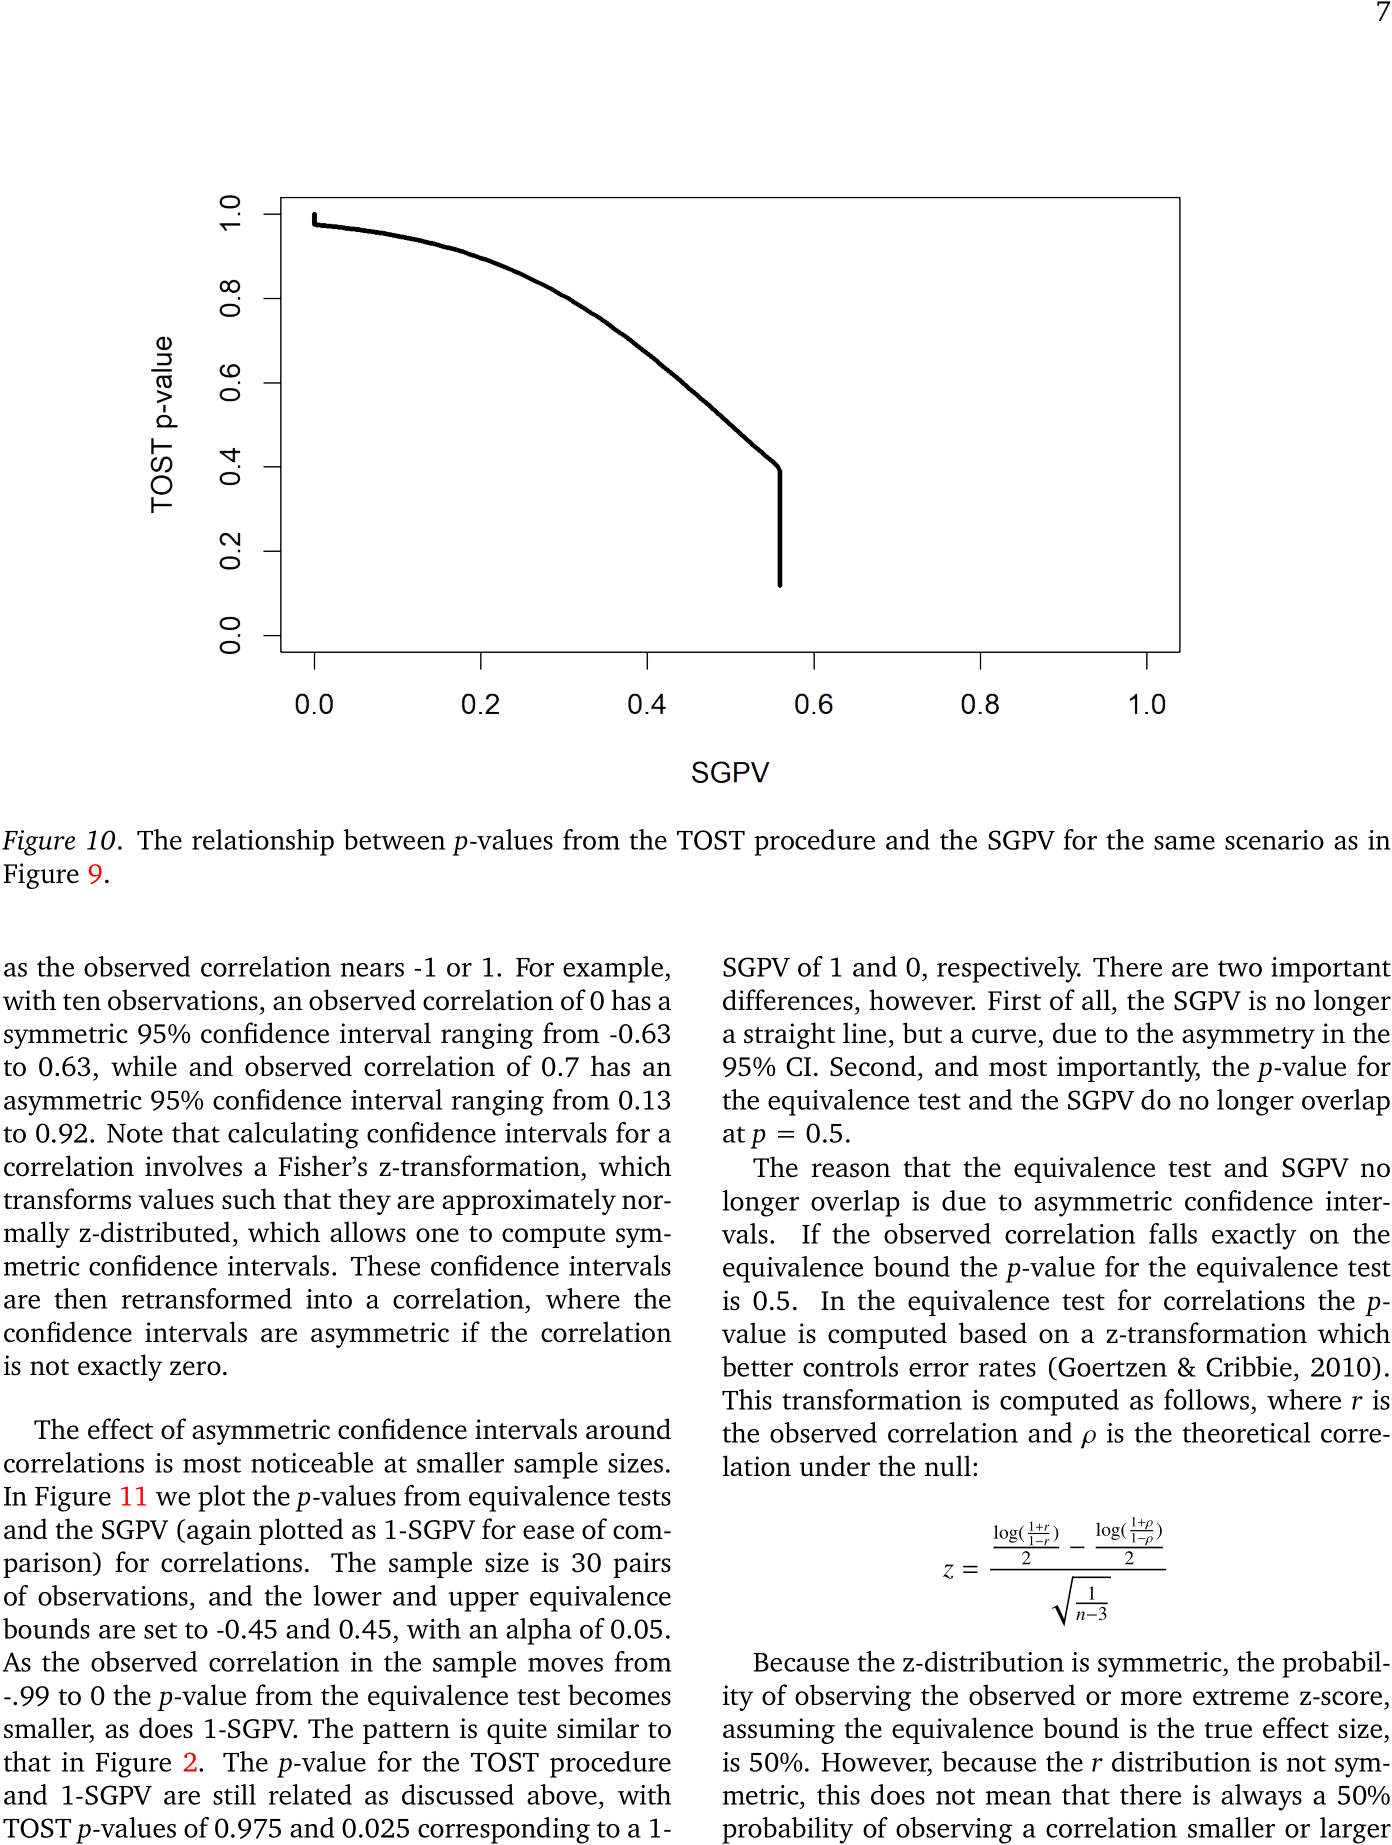 7
1.0
0.8
0.6
0.4
0.2
0.0
TOST p-value
0.0 0.2 0.4 0.6 0.8 1.0
SGPV
Figure 10. The relationship between p-values from the TOST procedure and the SGPV for the same scenario as in
Figure 9.
as the observed correlation nears -1 or 1. For example,
with ten observations, an observed correlation of 0 has a
symmetric 95% confidence interval ranging from -0.63
to 0.63, while and observed correlation of 0.7 has an
asymmetric 95% confidence interval ranging from 0.13
to 0.92. Note that calculating confidence intervals for a
correlation involves a Fisher's z-transformation, which
transforms values such that they are approximately nor-
mally z-distributed, which allows one to compute sym-
metric confidence intervals. These confidence intervals
are then retransformed into a correlation, where the
confidence intervals are asymmetric if the correlation
is not exactly zero.
The effect of asymmetric confidence intervals around
correlations is most noticeable at smaller sample sizes.
In Figure 11 we plot the p-values from equivalence tests
and the SGPV (again plotted as 1-SGPV for ease of com-
parison) for correlations. The sample size is 30 pairs
of observations, and the lower and upper equivalence
bounds are set to -0.45 and 0.45, with an alpha of 0.05.
As the observed correlation in the sample moves from
-.99 to 0 the p-value from the equivalence test becomes
smaller, as does 1-SGPV. The pattern is quite similar to
that in Figure 2. The p-value for the TOST procedure
and 1-SGPV are still related as discussed above, with
TOST p-values of 0.975 and 0.025 corresponding to a 1-
SGPV of 1 and 0, respectively. There are two important
differences, however. First of all, the SGPV is no longer
a straight line, but a curve, due to the asymmetry in the
95% CI. Second, and most importantly, the p-value for
the equivalence test and the SGPV do no longer overlap
at p = 0.5.
The reason that the equivalence test and SGPV no
longer overlap is due to asymmetric confidence inter-
vals. If the observed correlation falls exactly on the
equivalence bound the p-value for the equivalence test
is 0.5. In the equivalence test for correlations the p-
value is computed based on a z-transformation which
better controls error rates (Goertzen & Cribbie, 2010).
This transformation is computed as follows, where r is
the observed correlation and ρ is the theoretical corre-
lation under the null:
z = (log((1+r)/(1−r))/2 − log((1+ρ)/(1−ρ))/2) / √(1/(n−3))
Because the z-distribution is symmetric, the probabil-
ity of observing the observed or more extreme z-score,
assuming the equivalence bound is the true effect size,
is 50%. However, because the r distribution is not sym-
metric, this does not mean that there is always a 50%
probability of observing a correlation smaller or larger